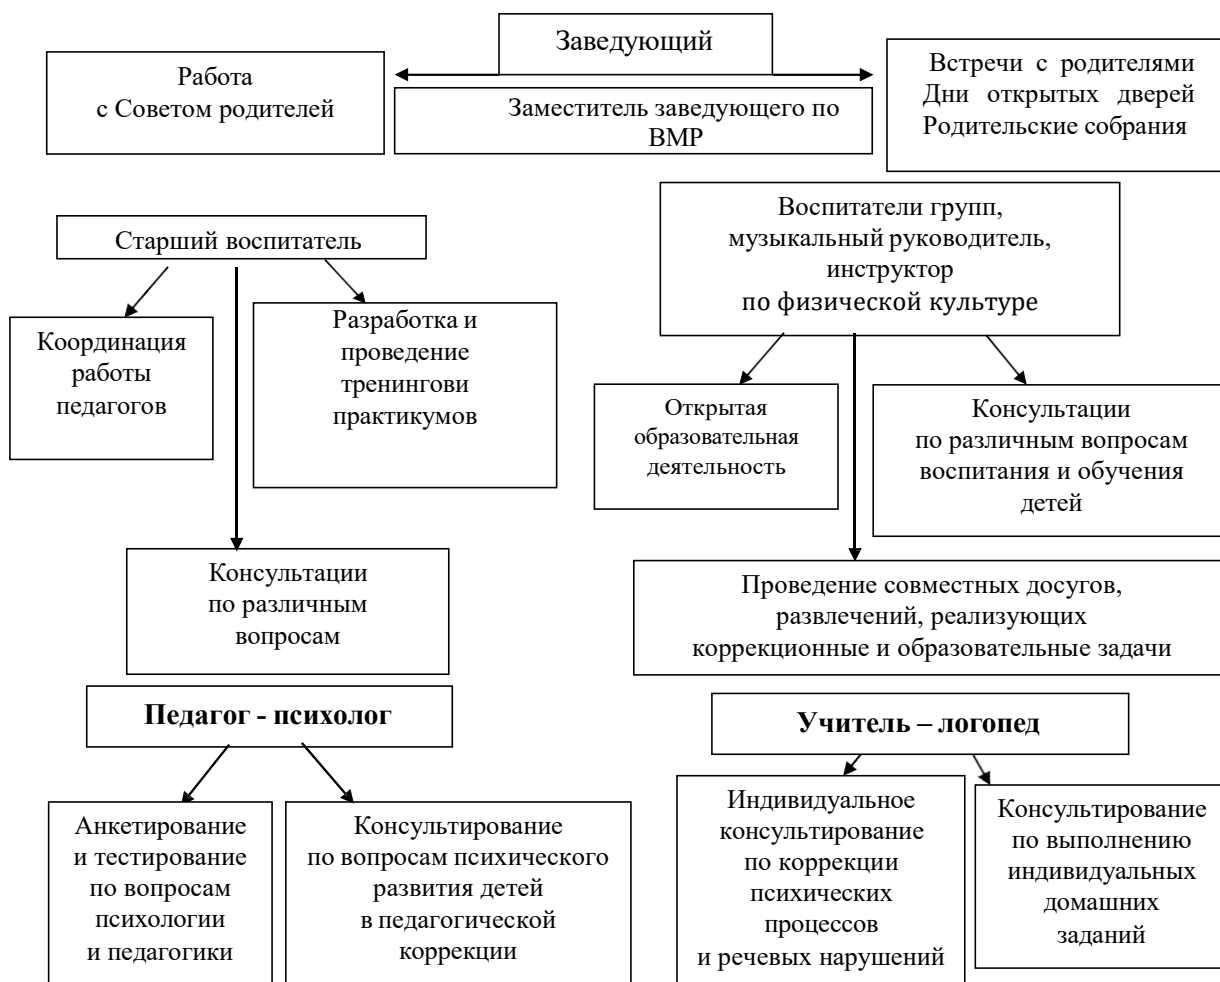 Заведующий
Работа
с Советом родителей
Заместитель заведующего по
ВМР
Встречи с родителями
Дни открытых дверей
Родительские собрания
Старший воспитатель
Воспитатели групп,
музыкальный руководитель,
инструктор
по физической культуре
Координация
работы
педагогов
Разработка и
проведение
тренингови
практикумов
Открытая
образовательная
деятельность
Консультации
по различным вопросам
воспитания и обучения
детей
Консультации
по различным
вопросам
Проведение совместных досугов,
развлечений, реализующих
коррекционные и образовательные задачи
Педагог - психолог
Учитель – логопед
Анкетирование
и тестирование
по вопросам
психологии
и педагогики
Консультирование
по вопросам психического
развития детей
в педагогической
коррекции
Индивидуальное
консультирование
по коррекции
психических
процессов
и речевых нарушений
Консультирование
по выполнению
индивидуальных
домашних
заданий